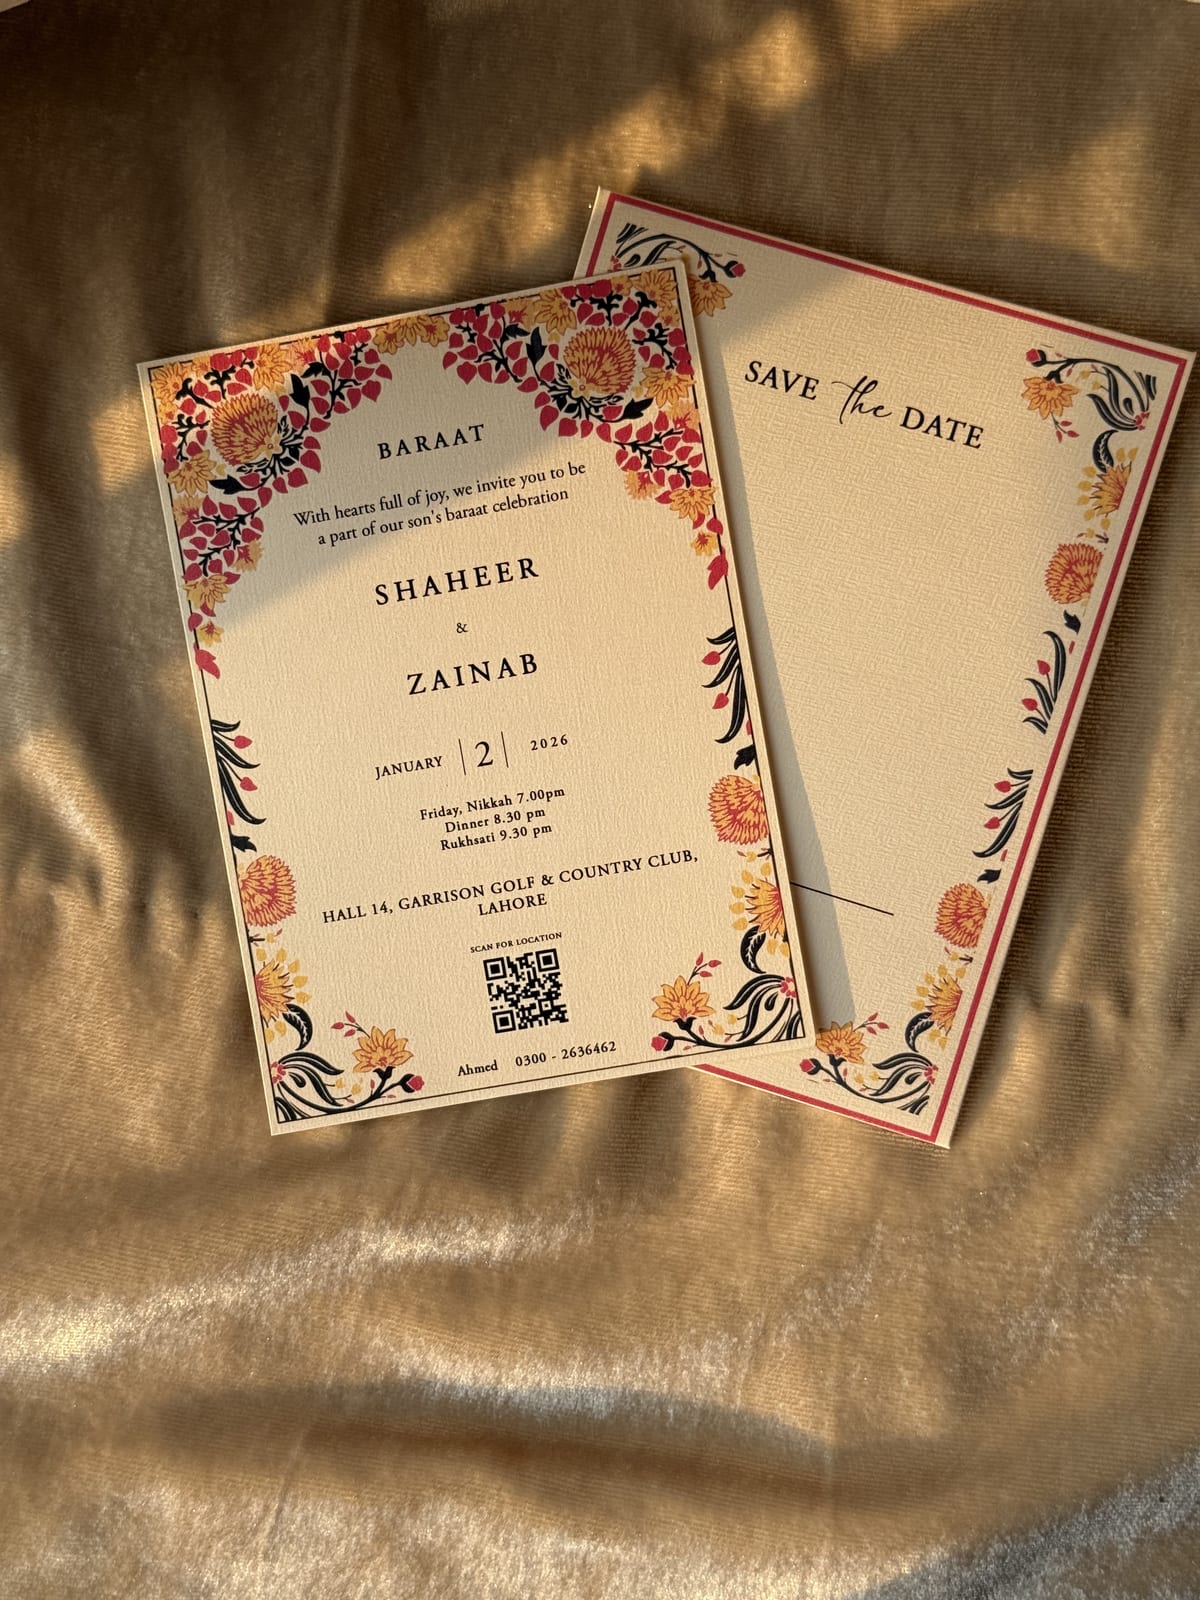 BARAAT
With hearts full of joy, we invite you to be
a part of our son's baraat celebration
SHAHEER
&
ZAINAB
JANUARY | 2 | 2026
Friday, Nikkah 7.00pm
Dinner 8.30 pm
Rukhsati 9.30 pm
HALL 14, GARRISON GOLF & COUNTRY CLUB,
LAHORE
SCAN FOR LOCATION
Ahmed 0300 - 2636462
SAVE the DATE